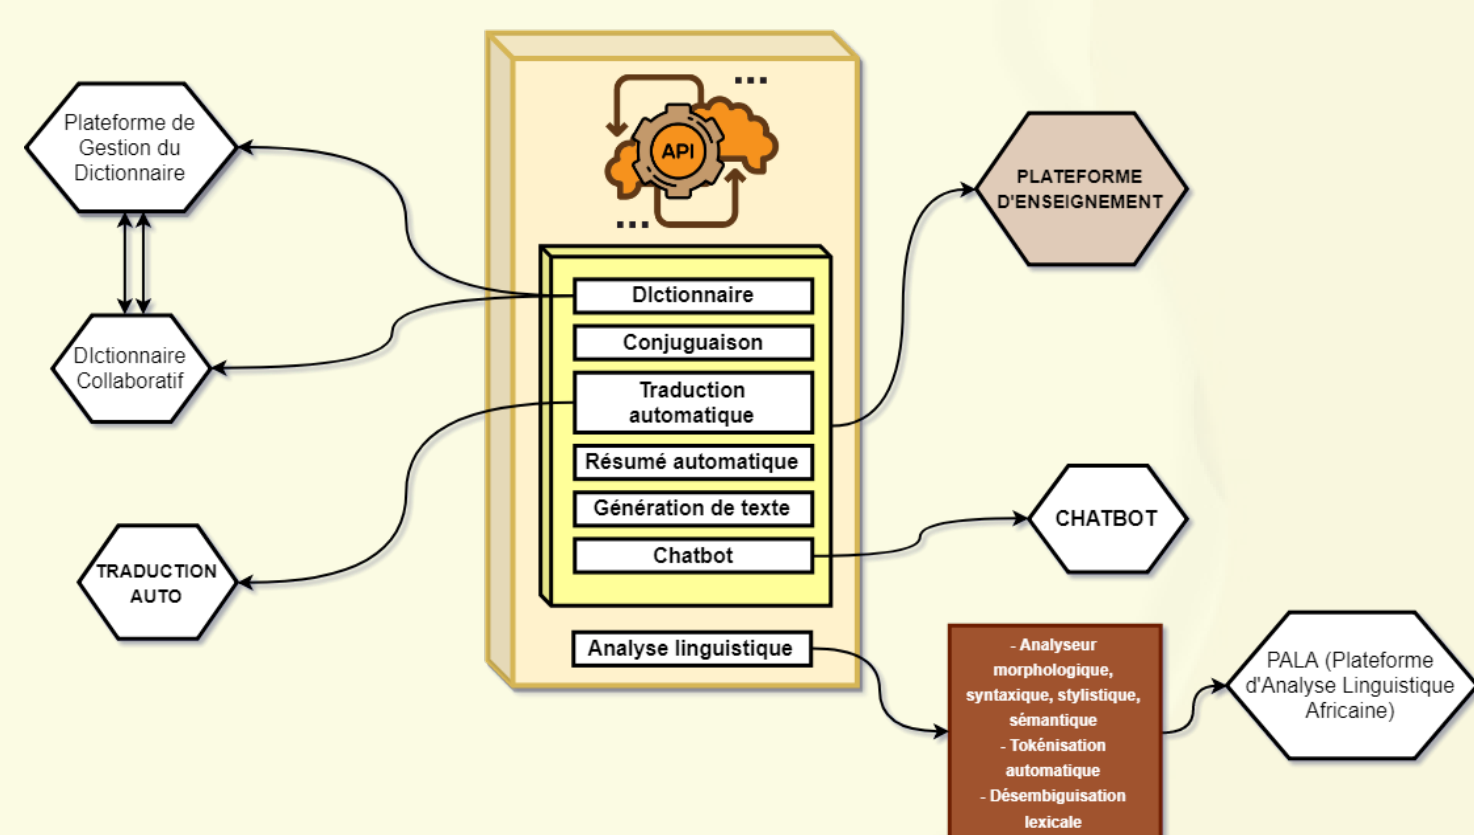 Plateforme de
Gestion du
Dictionnaire
DIctionnaire
Collaboratif
TRADUCTION
AUTO
...
API
...
DIctionnaire
Conjuguaison
Traduction
automatique
Résumé automatique
Génération de texte
Chatbot
Analyse linguistique
PLATEFORME
D'ENSEIGNEMENT
CHATBOT
- Analyseur
morphologique,
syntaxique, stylistique,
sémantique
- Tokénisation
automatique
- Désembiguisation
lexicale
PALA (Plateforme
d'Analyse Linguistique
Africaine)